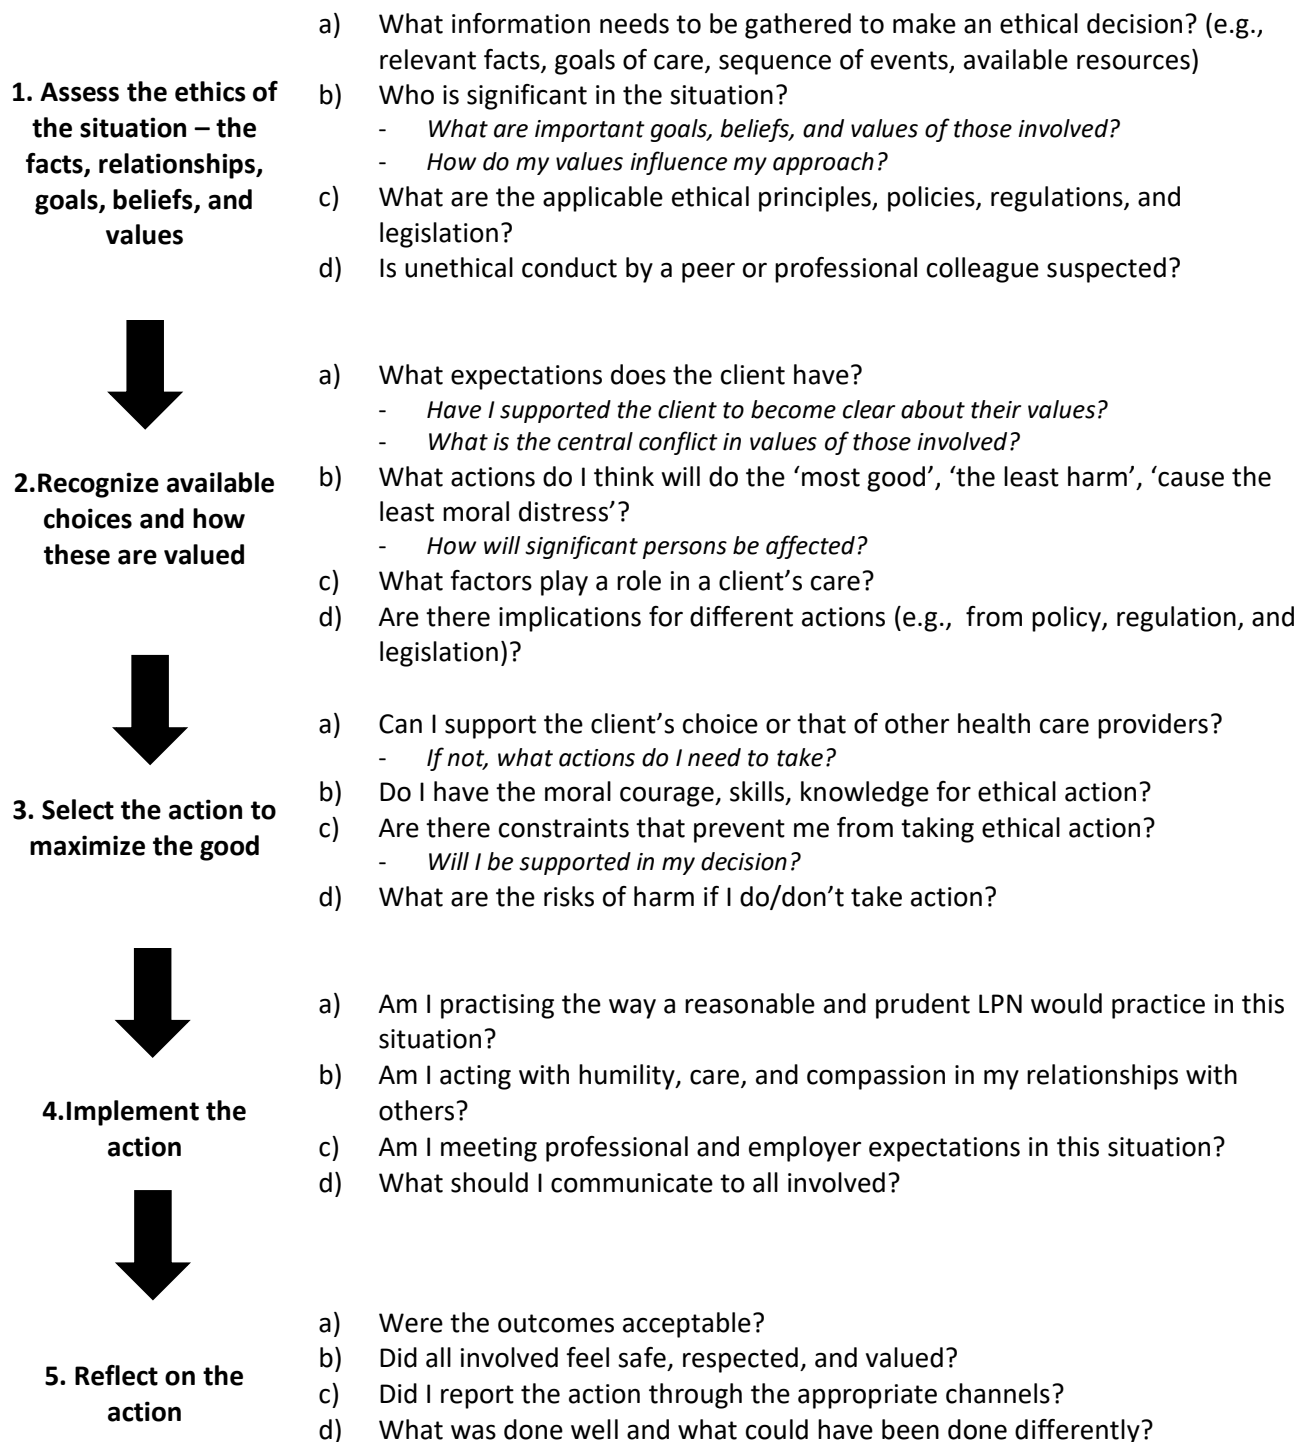 1. Assess the ethics of
the situation – the
facts, relationships,
goals, beliefs, and
values
a) What information needs to be gathered to make an ethical decision? (e.g.,
relevant facts, goals of care, sequence of events, available resources)
b) Who is significant in the situation?
- What are important goals, beliefs, and values of those involved?
- How do my values influence my approach?
c) What are the applicable ethical principles, policies, regulations, and
legislation?
d) Is unethical conduct by a peer or professional colleague suspected?
2.Recognize available
choices and how
these are valued
a) What expectations does the client have?
- Have I supported the client to become clear about their values?
- What is the central conflict in values of those involved?
b) What actions do I think will do the ‘most good’, ‘the least harm’, ‘cause the
least moral distress’?
- How will significant persons be affected?
c) What factors play a role in a client’s care?
d) Are there implications for different actions (e.g., from policy, regulation, and
legislation)?
3. Select the action to
maximize the good
a) Can I support the client’s choice or that of other health care providers?
- If not, what actions do I need to take?
b) Do I have the moral courage, skills, knowledge for ethical action?
c) Are there constraints that prevent me from taking ethical action?
- Will I be supported in my decision?
d) What are the risks of harm if I do/don’t take action?
4.Implement the
action
a) Am I practising the way a reasonable and prudent LPN would practice in this
situation?
b) Am I acting with humility, care, and compassion in my relationships with
others?
c) Am I meeting professional and employer expectations in this situation?
d) What should I communicate to all involved?
5. Reflect on the
action
a) Were the outcomes acceptable?
b) Did all involved feel safe, respected, and valued?
c) Did I report the action through the appropriate channels?
d) What was done well and what could have been done differently?